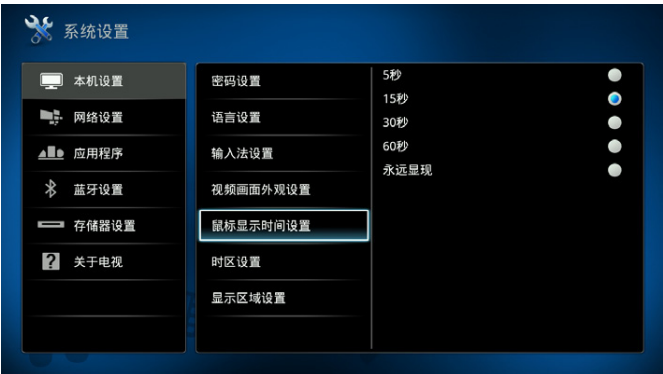 系统设置
本机设置
网络设置
应用程序
蓝牙设置
存储器设置
关于电视
密码设置
语言设置
输入法设置
视频画面外观设置
鼠标显示时间设置
时区设置
显示区域设置
5秒
15秒
30秒
60秒
永远显现